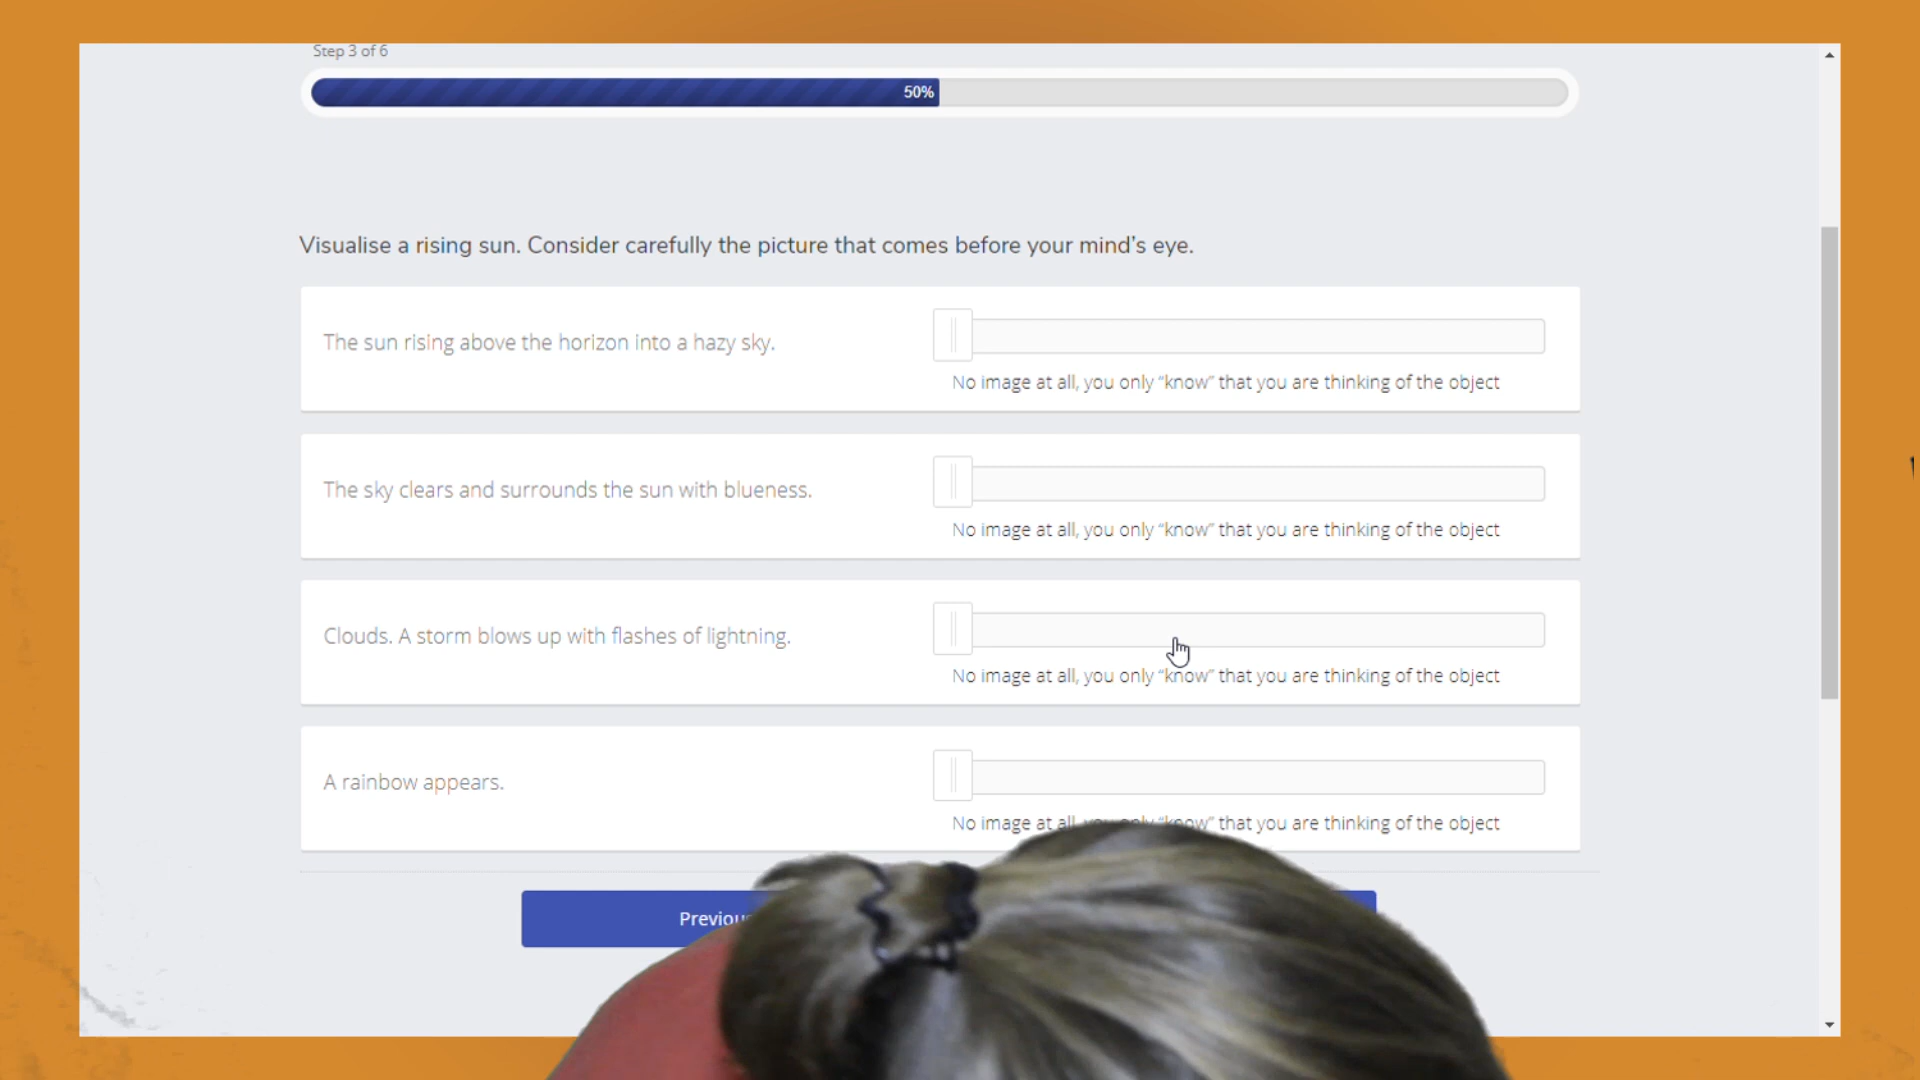 Step 3 of 6
50%
Visualise a rising sun. Consider carefully the picture that comes before your mind's eye.
The sun rising above the horizon into a hazy sky.
No image at all, you only “know” that you are thinking of the object
The sky clears and surrounds the sun with blueness.
No image at all, you only “know” that you are thinking of the object
Clouds. A storm blows up with flashes of lightning.
No image at all, you only “know” that you are thinking of the object
A rainbow appears.
No image at all, you only “know” that you are thinking of the object
Previous